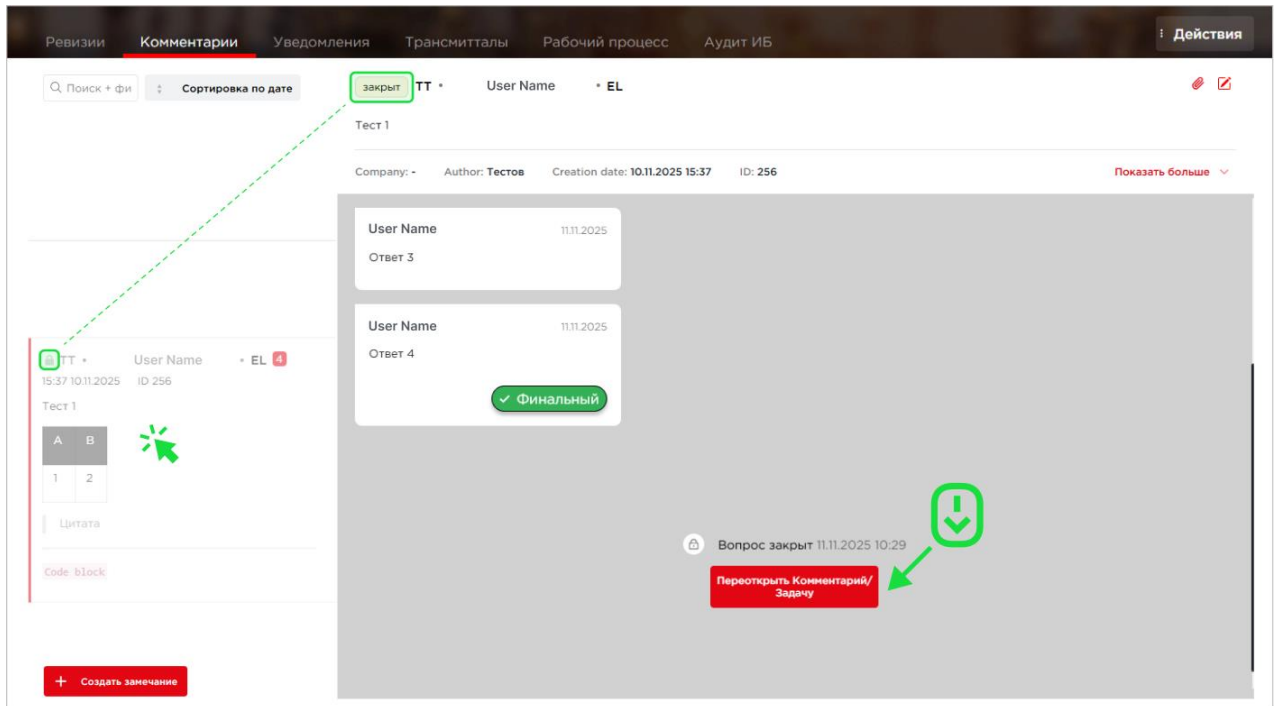 Ревизии Комментарии Уведомления Трансмитталы Рабочий процесс Аудит ИБ
Действия
Поиск + фи
Сортировка по дате
закрыт ТТ • User Name • EL
Тест 1
Company: - Author: Тестов Creation date: 10.11.2025 15:37 ID: 256
Показать больше
User Name 11.11.2025
Ответ 3
User Name 11.11.2025
Ответ 4
Финальный
ТТ • User Name • EL 4
15:37 10.11.2025 ID 256
Тест 1
A B
1 2
Цитата
Code block
Вопрос закрыт 11.11.2025 10:29
Переоткрыть Комментарий/
Задачу
+ Создать замечание